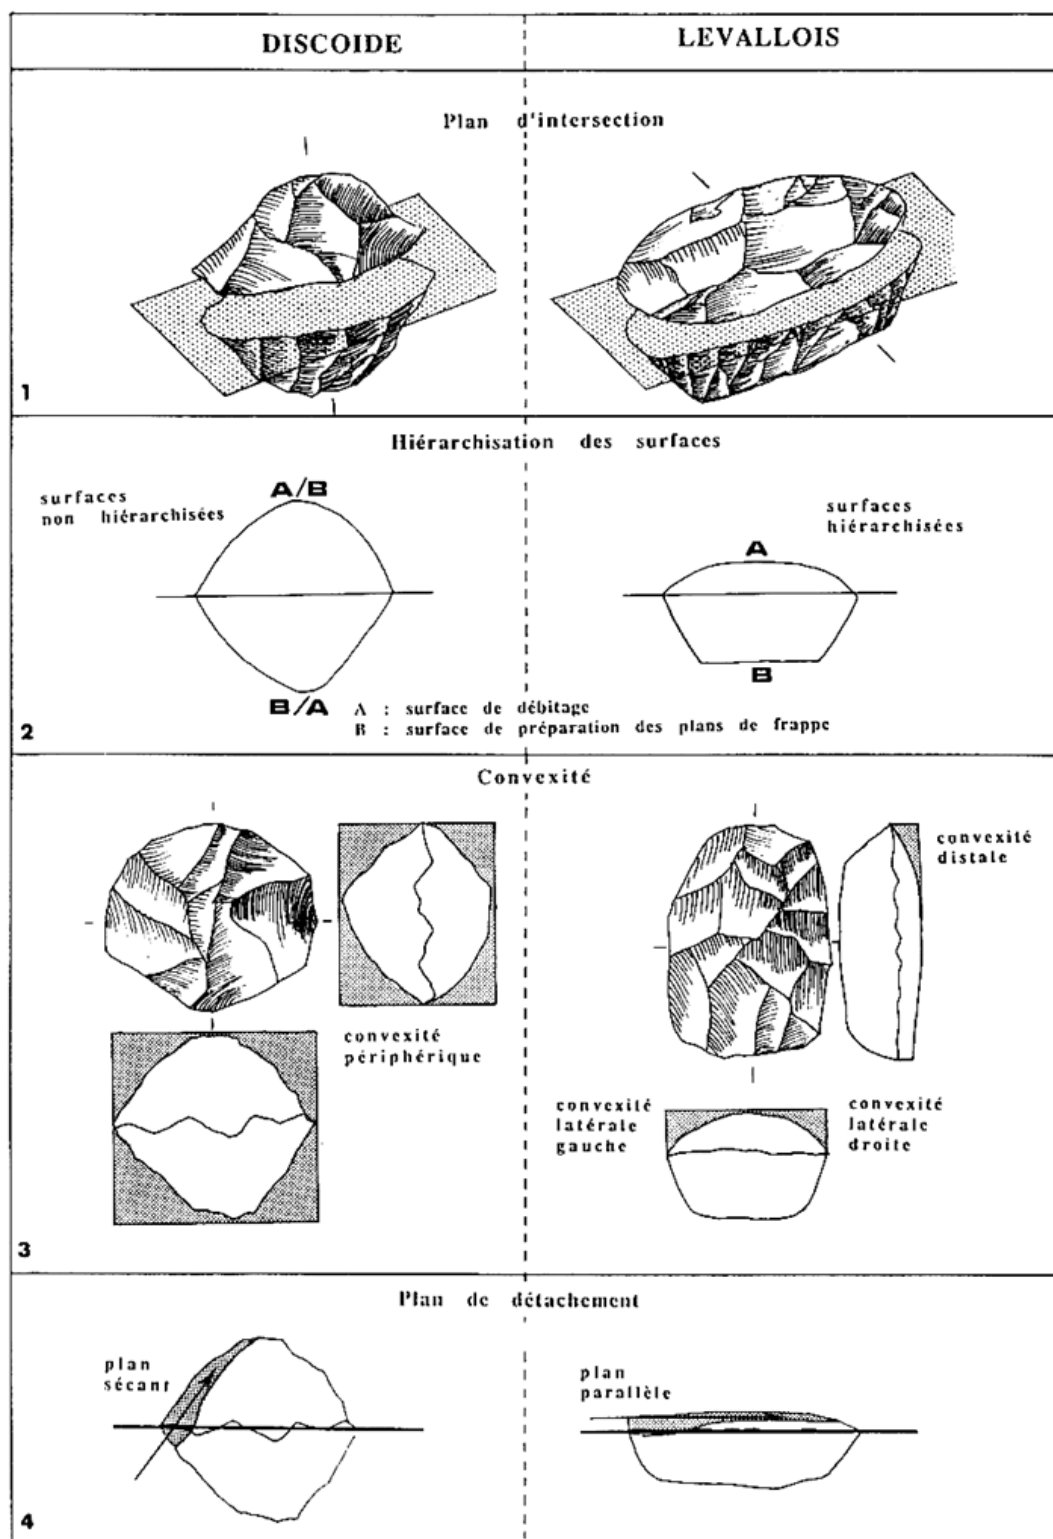 DISCOIDE
LEVALLOIS
Plan d'intersection
1
Hiérarchisation des surfaces
surfaces
non hiérarchisées
A/B
B/A
surfaces
hiérarchisées
A
B
A : surface de débitage
B : surface de préparation des plans de frappe
2
Convexité
convexité
périphérique
convexité
distale
convexité
latérale
gauche
convexité
latérale
droite
3
Plan de détachement
plan
sécant
plan
parallèle
4